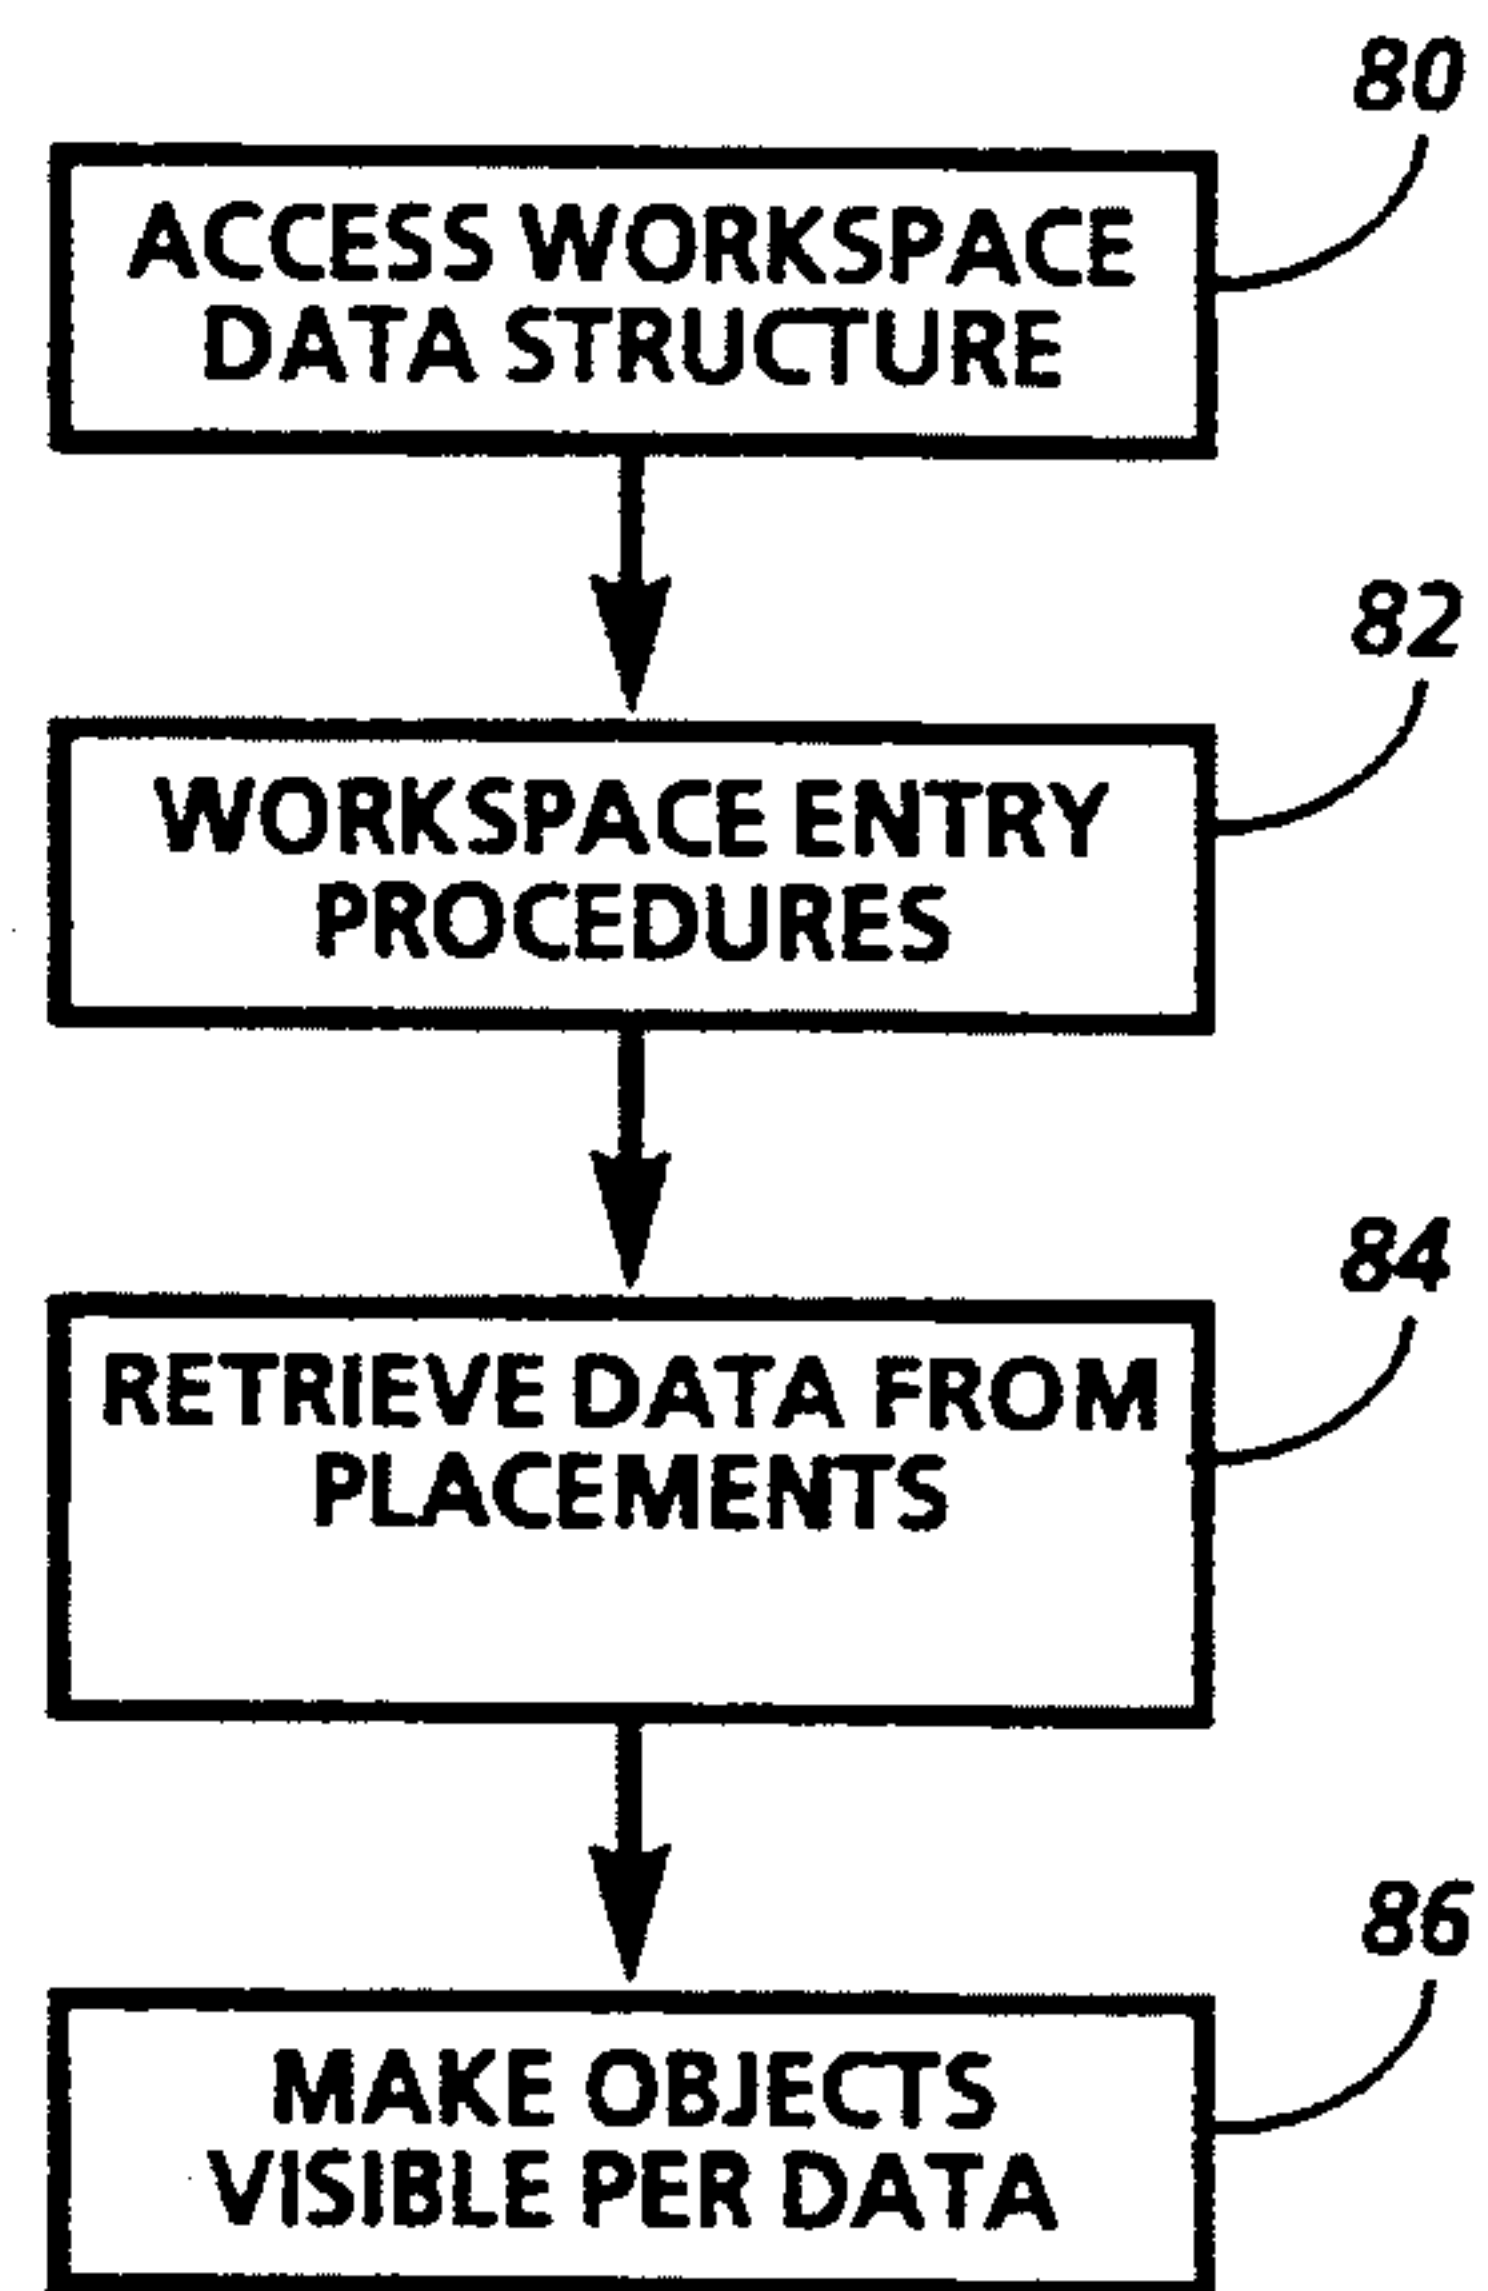 80
ACCESS WORKSPACE
DATA STRUCTURE
82
WORKSPACE ENTRY
PROCEDURES
84
RETRIEVE DATA FROM
PLACEMENTS
86
MAKE OBJECTS
VISIBLE PER DATA